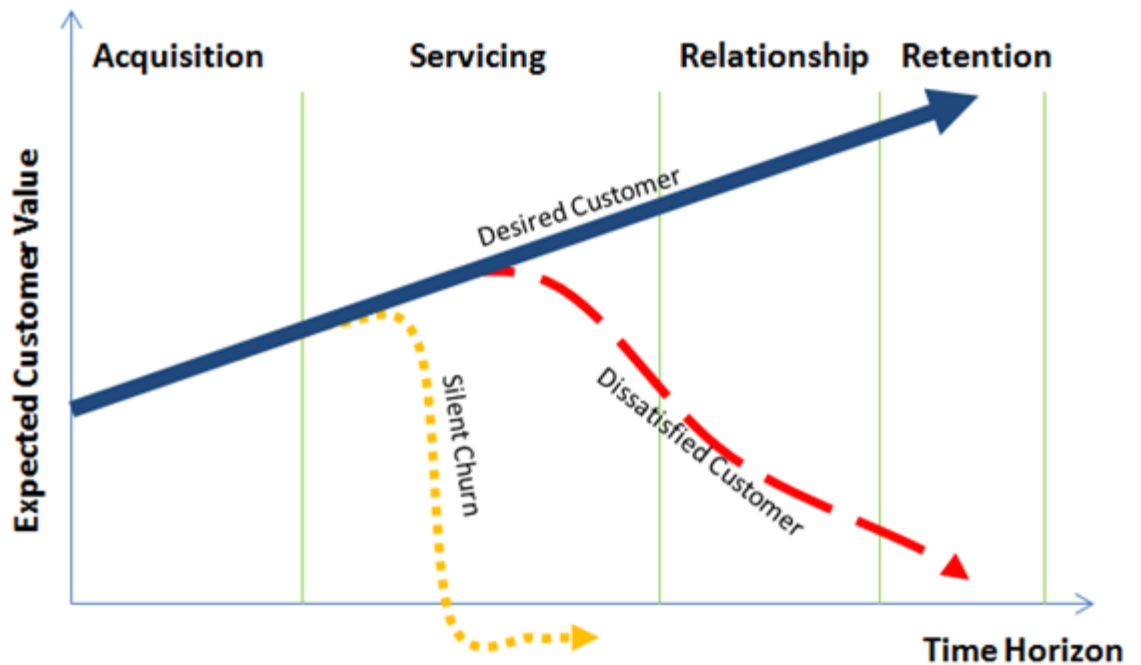 Acquisition
Servicing
Relationship
Retention
Expected Customer Value
Desired Customer
Silent Churn
Dissatisfied Customer
Time Horizon